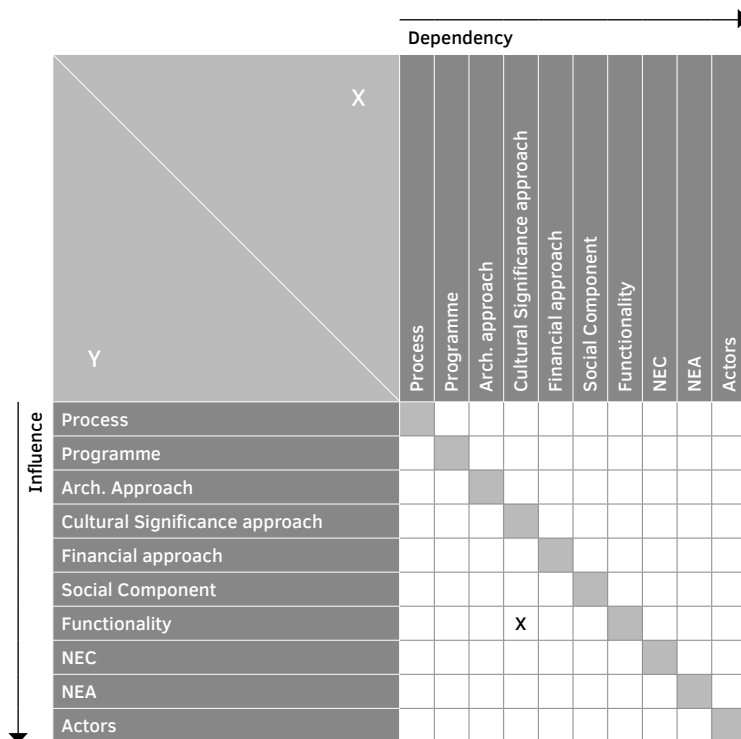 Dependency
X
Y
Process
Programme
Arch. approach
Cultural Significance approach
Financial approach
Social Component
Functionality
NEC
NEA
Actors
Influence
Process
Programme
Arch. Approach
Cultural Significance approach
Financial approach
Social Component
Functionality X
NEC
NEA
Actors